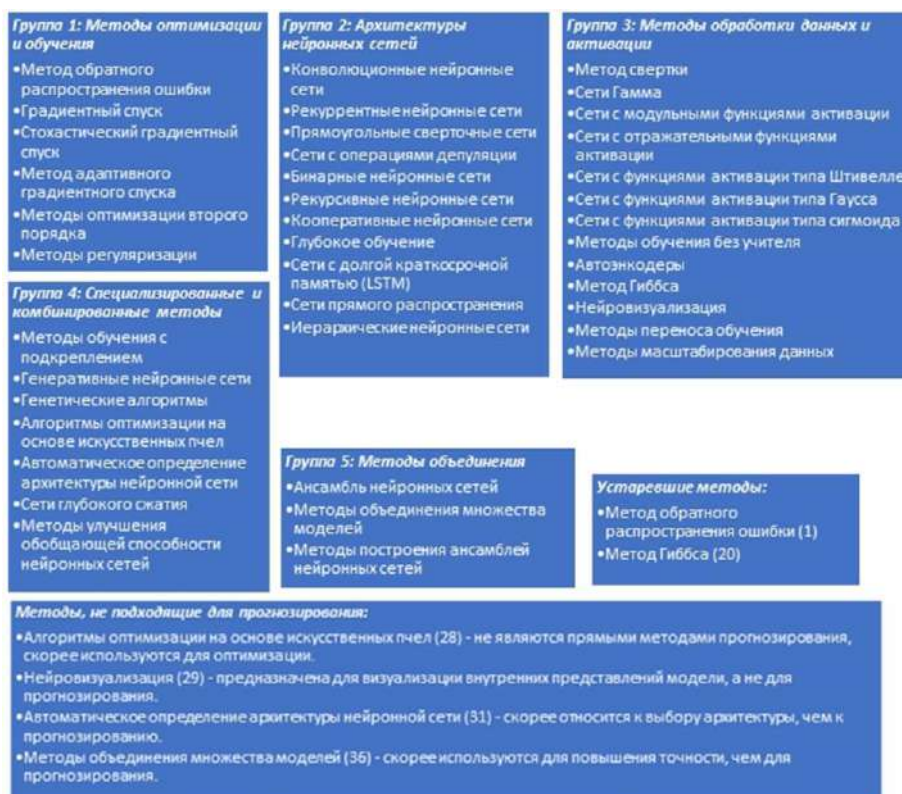 Группа 1: Методы оптимизации
и обучения
•Метод обратного
распространения ошибки
•Градиентный спуск
•Стохастический градиентный
спуск
•Метод адаптивного
градиентного спуска
•Методы оптимизации второго
порядка
•Методы регуляризации
Группа 2: Архитектуры
нейронных сетей
•Конволюционные нейронные
сети
•Рекуррентные нейронные сети
•Прямоугольные сверточные сети
•Сети с операциями депуляции
•Бинарные нейронные сети
•Рекурсивные нейронные сети
•Кооперативные нейронные сети
•Глубокое обучение
•Сети с долгой краткосрочной
памятью (LSTM)
•Сети прямого распространения
•Иерархические нейронные сети
Группа 3: Методы обработки данных и
активации
•Метод свертки
•Сети Гамма
•Сети с модульными функциями активации
•Сети с отражательными функциями
активации
•Сети с функциями активации типа Штивелле
•Сети с функциями активации типа Гаусса
•Сети с функциями активации типа сигмоида
•Методы обучения без учителя
•Автоэнкодеры
•Метод Гиббса
•Нейровизуализация
•Методы переноса обучения
•Методы масштабирования данных
Группа 4: Специализированные и
комбинированные методы
•Методы обучения с
подкреплением
•Генеративные нейронные сети
•Генетические алгоритмы
•Алгоритмы оптимизации на
основе искусственных пчел
•Автоматическое определение
архитектуры нейронной сети
•Сети глубокого сжатия
•Методы улучшения
обобщающей способности
нейронных сетей
Группа 5: Методы объединения
•Ансамбль нейронных сетей
•Методы объединения множества
моделей
•Методы построения ансамблей
нейронных сетей
Устаревшие методы:
•Метод обратного
распространения ошибки (1)
•Метод Гиббса (20)
Методы, не подходящие для прогнозирования:
•Алгоритмы оптимизации на основе искусственных пчел (28) - не являются прямыми методами прогнозирования,
скорее используются для оптимизации.
•Нейровизуализация (29) - предназначена для визуализации внутренних представлений модели, а не для
прогнозирования.
•Автоматическое определение архитектуры нейронной сети (31) - скорее относится к выбору архитектуры, чем к
прогнозированию.
•Методы объединения множества моделей (36) - скорее используются для повышения точности, чем для
прогнозирования.